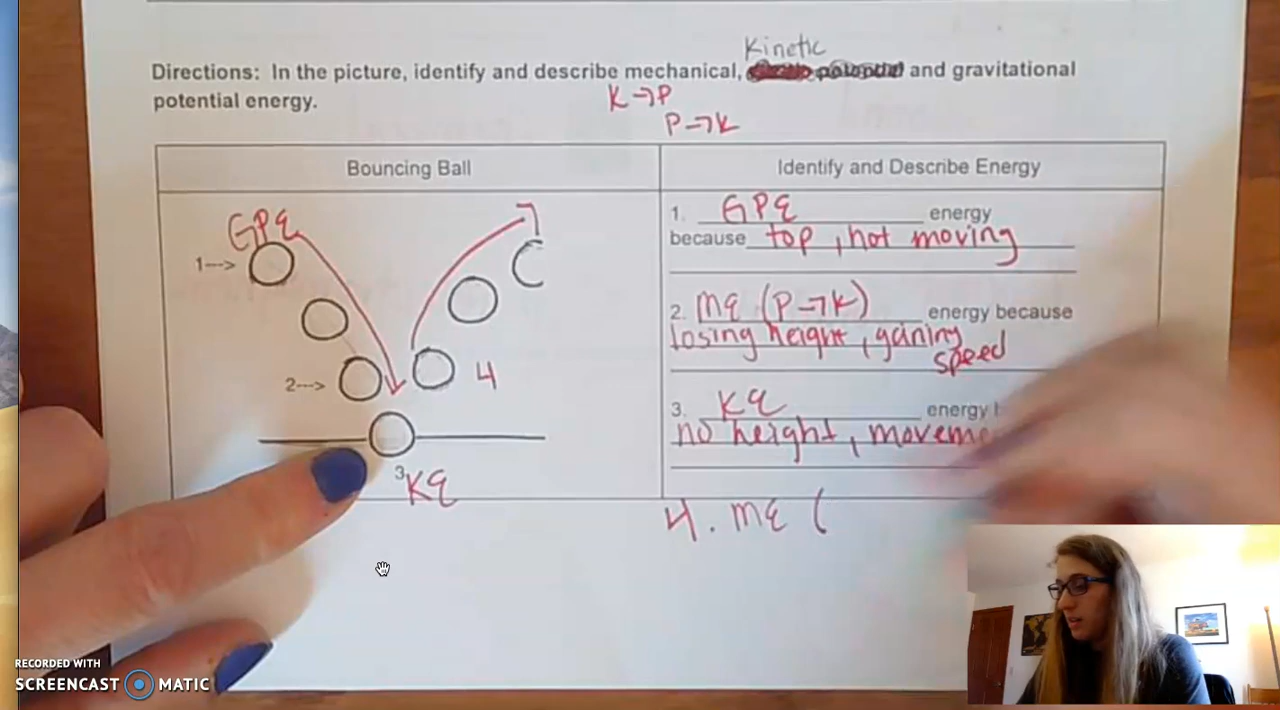 Kinetic
Directions: In the picture, identify and describe mechanical, potential and gravitational
potential energy.
K→P
P→K
Bouncing Ball
Identify and Describe Energy
GPE
1--->
2--->
4
3
KE
1. GPE energy
because top, not moving
2. ME (P→K) energy because
losing height, gaining
speed
3. KE energy
no height, moveme
4. ME (
RECORDED WITH
SCREENCAST MATIC